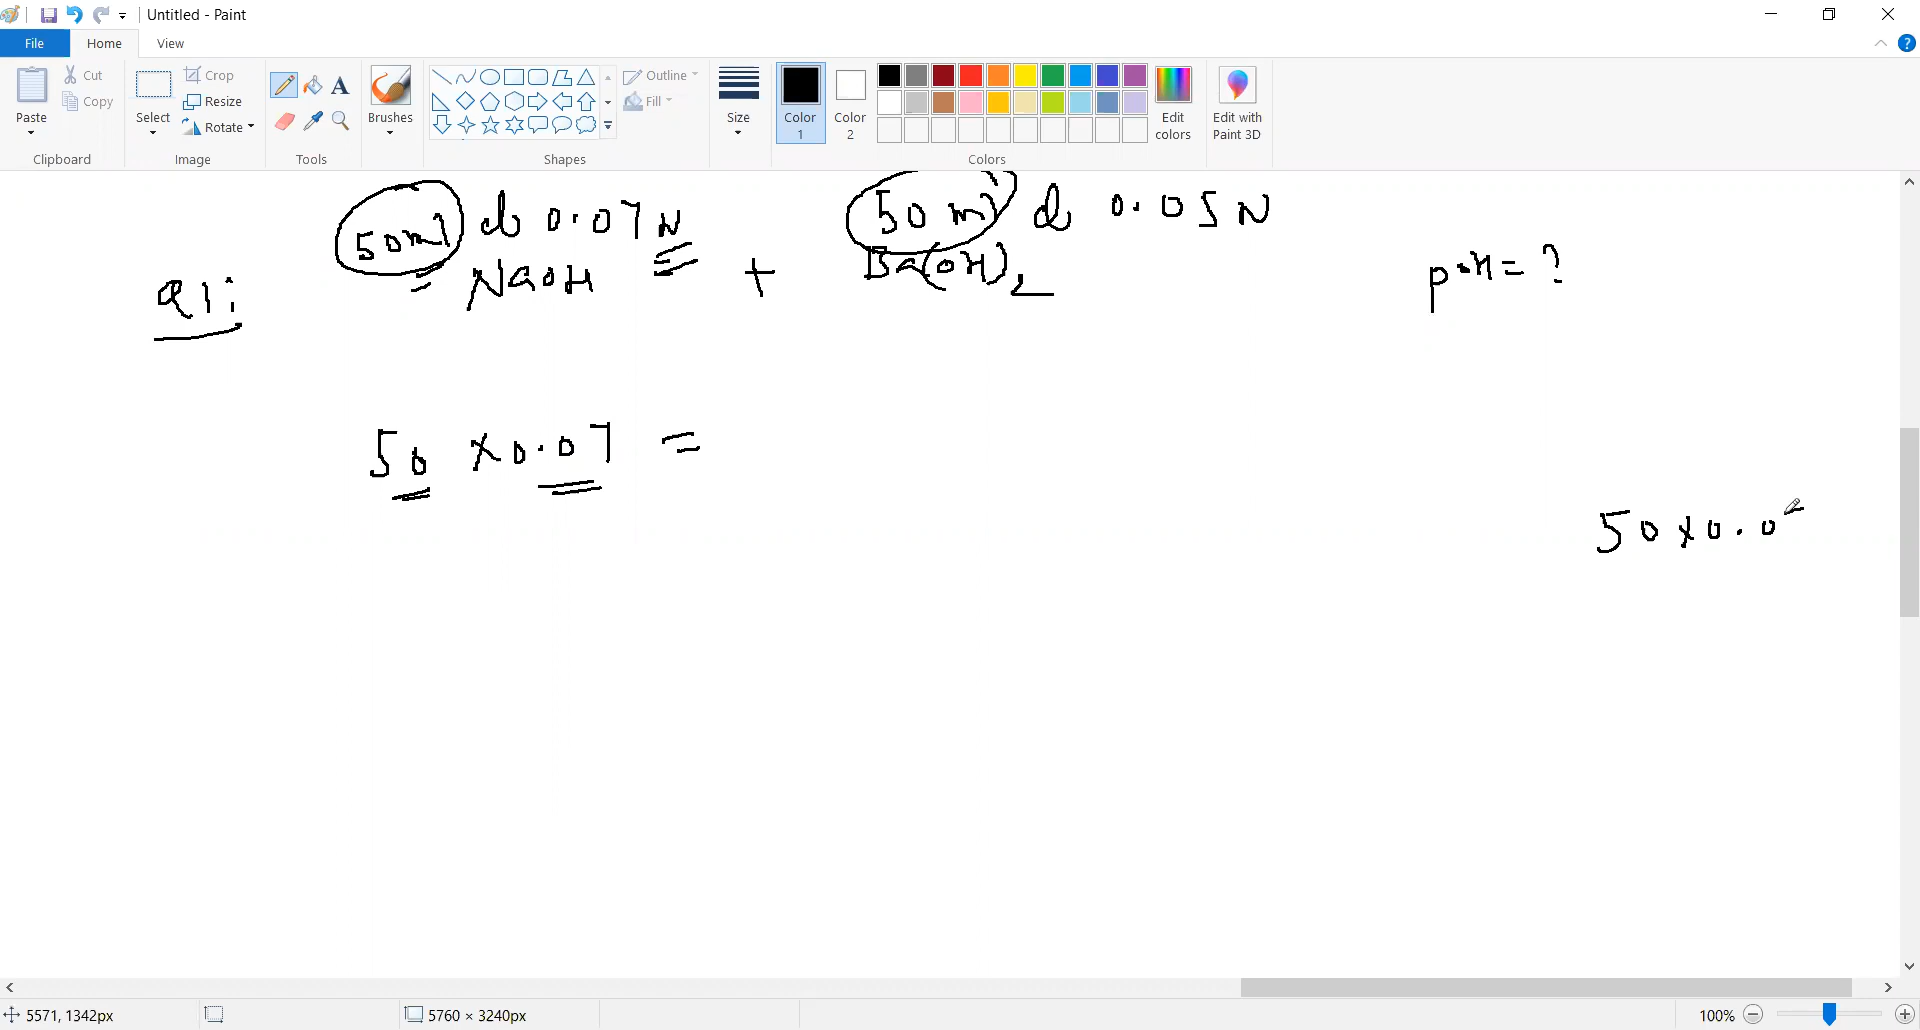 Untitled - Paint
File Home View
Paste
Cut
Copy
Clipboard
Select
Crop
Resize
Rotate
Image
A
Tools
Brushes
Shapes
Outline
Fill
Size
Color 1
Color 2
Edit colors
Edit with Paint 3D
Colors
50ml of 0.07N 50 ml of 0.05N
Q1: NaOH + Ba(OH)2 pH = ?
50 x 0.07 =
50 x 0.0
5571, 1342px
5760 × 3240px
100%